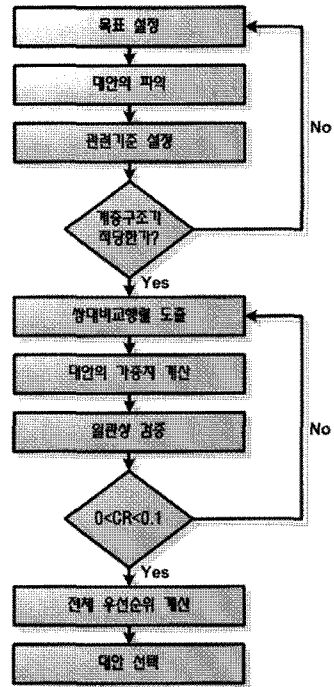 목표 설정
No
대안의 파악
관련기준 설정
계층구조가
적당한가?
Yes
쌍대비교행렬 도출
대안의 가중치 계산
No
일관성 검증
0<CR<0.1
Yes
전체 우선순위 계산
대안 선택